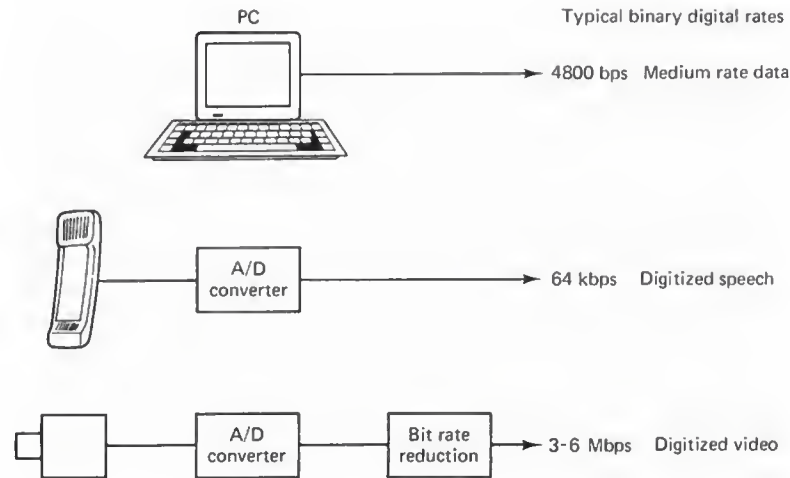 PC
Typical binary digital rates
4800 bps Medium rate data
A/D
converter
64 kbps Digitized speech
A/D
converter
Bit rate
reduction
3-6 Mbps Digitized video